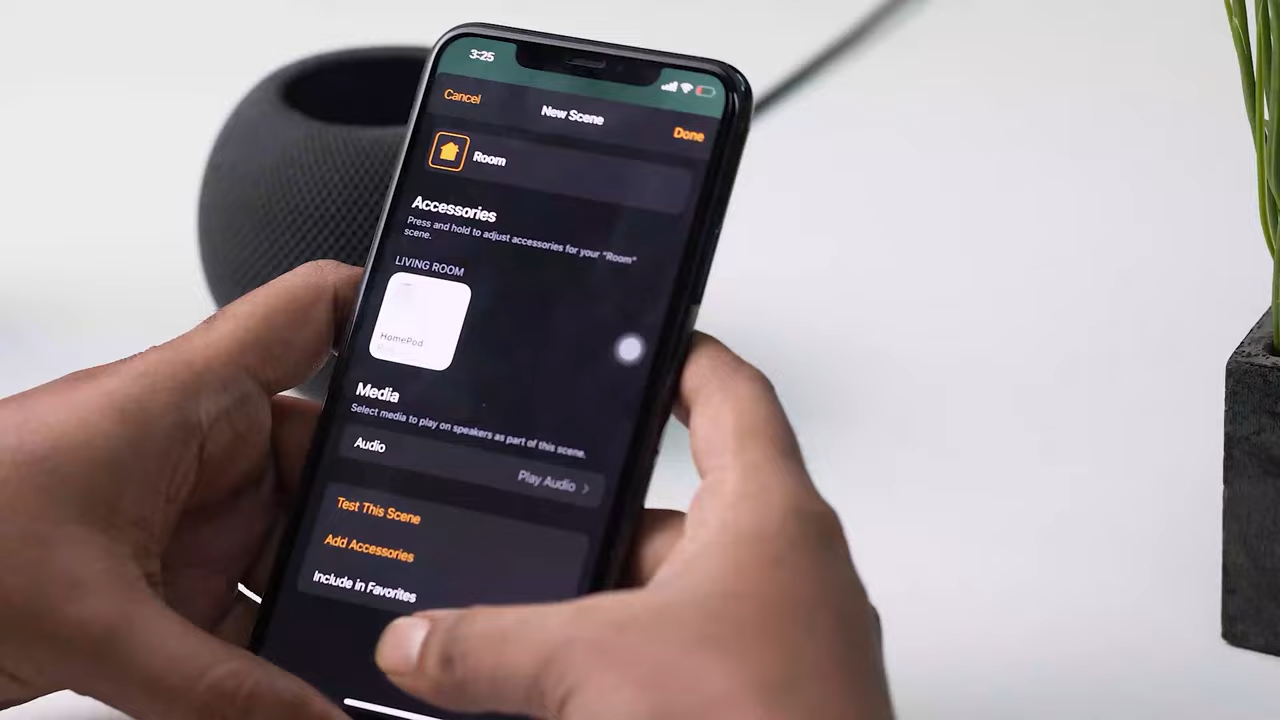 3:25
Cancel
New Scene
Done
Room
Accessories
Press and hold to adjust accessories for your "Room"
scene.
LIVING ROOM
HomePod
Media
Select media to play on speakers as part of this scene.
Audio
Play Audio
Test This Scene
Add Accessories
Include in Favorites